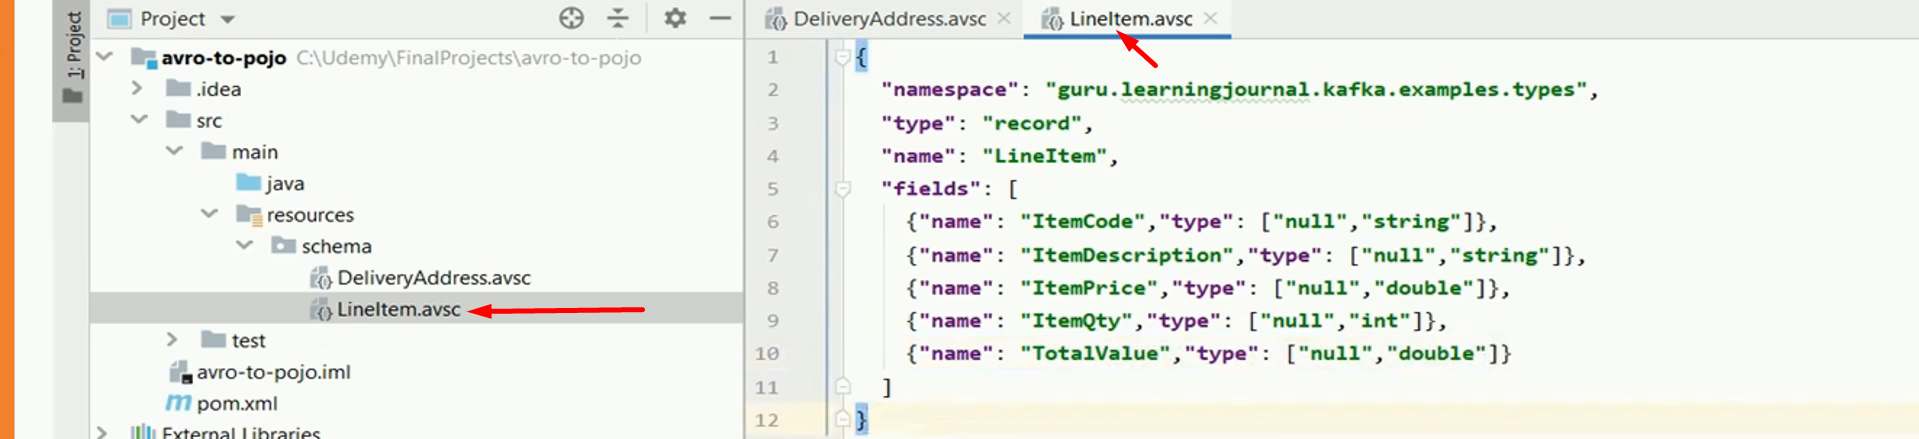 1: Project
Project
avro-to-pojo C:\Udemy\FinalProjects\avro-to-pojo
.idea
src
main
java
resources
schema
DeliveryAddress.avsc
LineItem.avsc
test
avro-to-pojo.iml
pom.xml
External Libraries
DeliveryAddress.avsc LineItem.avsc
1 {
2 "namespace": "guru.learningjournal.kafka.examples.types",
3 "type": "record",
4 "name": "LineItem",
5 "fields": [
6 {"name": "ItemCode","type": ["null","string"]},
7 {"name": "ItemDescription","type": ["null","string"]},
8 {"name": "ItemPrice","type": ["null","double"]},
9 {"name": "ItemQty","type": ["null","int"]},
10 {"name": "TotalValue","type": ["null","double"]}
11 ]
12 }